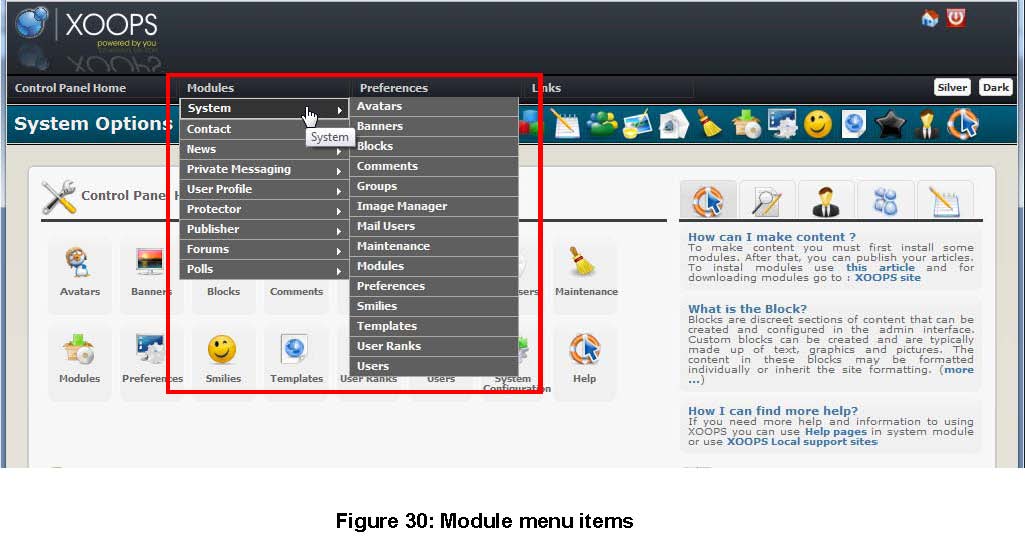 XOOPS
powered by you
Control Panel Home
Modules
Preferences
Links
Silver
Dark
System Options
System
Contact
News
Private Messaging
User Profile
Protector
Publisher
Forums
Polls
System
Avatars
Banners
Blocks
Comments
Groups
Image Manager
Mail Users
Maintenance
Modules
Preferences
Smilies
Templates
User Ranks
Users
Control Panel H
Avatars
Banners
Blocks
Comments
Maintenance
Modules
Preferences
Smilies
Templates
User Ranks
Users
System
Configuration
Help
How can I make content ?
To make content you must first install some
modules. After that, you can publish your articles.
To instal modules use this article and for
downloading modules go to : XOOPS site
What is the Block?
Blocks are discreet sections of content that can be
created and configured in the admin interface.
Custom blocks can be created and are typically
made up of text, graphics and pictures. The
content in these blocks may be formatted
individually or inherit the site formatting. (more
...)
How I can find more help?
If you need more help and information to using
XOOPS you can use Help pages in system module
or use XOOPS Local support sites
Figure 30: Module menu items